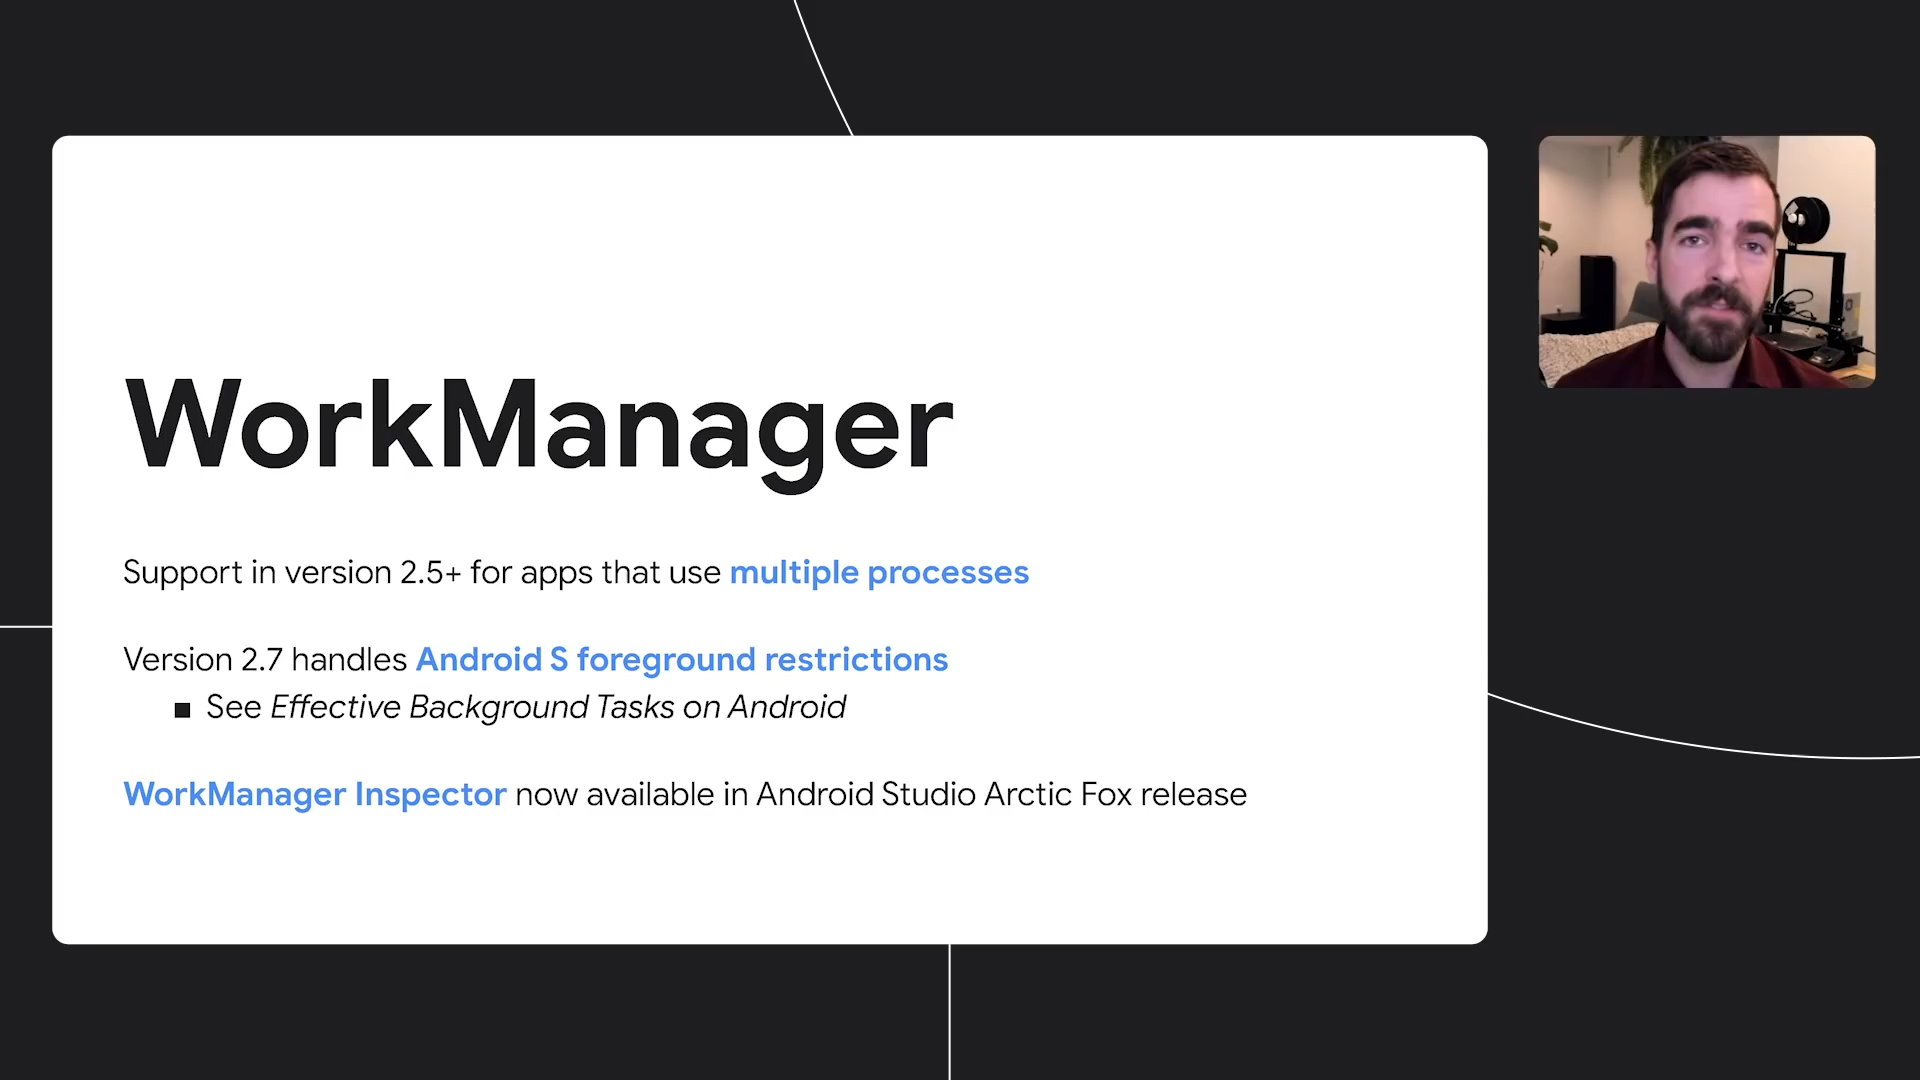 WorkManager
Support in version 2.5+ for apps that use multiple processes
Version 2.7 handles Android S foreground restrictions
■ See Effective Background Tasks on Android
WorkManager Inspector now available in Android Studio Arctic Fox release